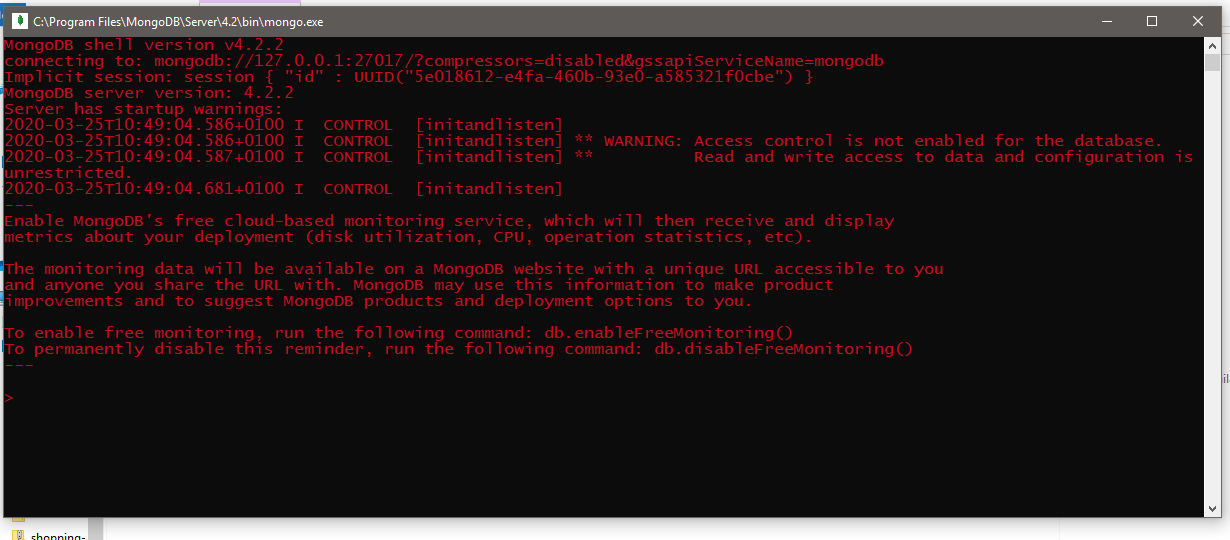 C:\Program Files\MongoDB\Server\4.2\bin\mongo.exe
MongoDB shell version v4.2.2
connecting to: mongodb://127.0.0.1:27017/?compressors=disabled&gssapiServiceName=mongodb
Implicit session: session { "id" : UUID("5e018612-e4fa-460b-93e0-a585321f0cbe") }
MongoDB server version: 4.2.2
Server has startup warnings:
2020-03-25T10:49:04.586+0100 I  CONTROL  [initandlisten]
2020-03-25T10:49:04.586+0100 I  CONTROL  [initandlisten] ** WARNING: Access control is not enabled for the database.
2020-03-25T10:49:04.587+0100 I  CONTROL  [initandlisten] **          Read and write access to data and configuration is
unrestricted.
2020-03-25T10:49:04.681+0100 I  CONTROL  [initandlisten]
---
Enable MongoDB's free cloud-based monitoring service, which will then receive and display
metrics about your deployment (disk utilization, CPU, operation statistics, etc).
The monitoring data will be available on a MongoDB website with a unique URL accessible to you
and anyone you share the URL with. MongoDB may use this information to make product
improvements and to suggest MongoDB products and deployment options to you.
To enable free monitoring, run the following command: db.enableFreeMonitoring()
To permanently disable this reminder, run the following command: db.disableFreeMonitoring()
---
>
shopping-